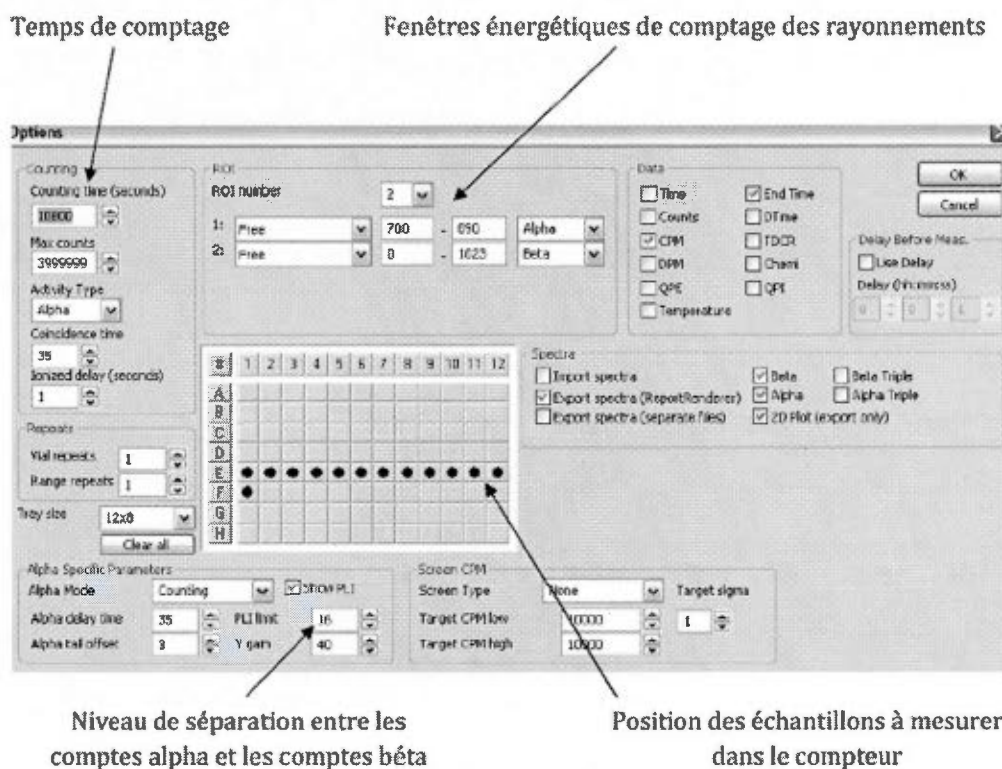 Temps de comptage
Fenêtres énergétiques de comptage des rayonnements
Options
Counting
Counting time (seconds)
10800
Max counts
3999999
Activity Type
Alpha
Coincidence time
35
Ionized delay (seconds)
1
ROI
ROI number 2
1: Free 700 - 890 Alpha
2: Free 0 - 1023 Beta
Data
Time End Time
Counts DTime
CPM TDCR
DPM Chemi
QPE QPI
Temperature
OK
Cancel
Delay Before Meas.
Use Delay
Delay (hh:mm:ss)
0 0 1
Repeats
Vial repeats 1
Range repeats 1
Tray size 12x8
Clear all
# 1 2 3 4 5 6 7 8 9 10 11 12
A
B
C
D
E
F
G
H
Spectra
Import spectra Beta Beta Triple
Export spectra (ReportRenderer) Alpha Alpha Triple
Export spectra (separate files) 2D Plot (export only)
Alpha Specific Parameters
Alpha Mode Counting Show PLI
Alpha delay time 35 PLI limit 16
Alpha tail offset 3 Y gain 40
Screen CPM
Screen Type None Target sigma
Target CPM low 10000 1
Target CPM high 10000
Niveau de séparation entre les
comptes alpha et les comptes béta
Position des échantillons à mesurer
dans le compteur